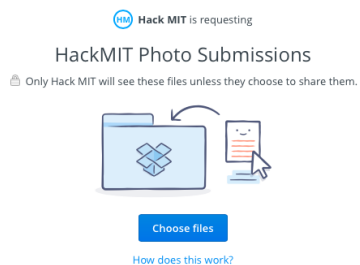 HM Hack MIT is requesting
HackMIT Photo Submissions
Only Hack MIT will see these files unless they choose to share them.
Choose files
How does this work?